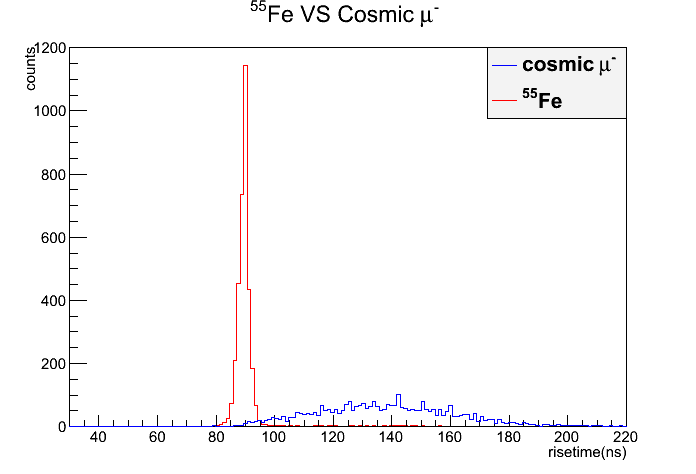 ⁵⁵Fe VS Cosmic μ⁻
counts
1200
1000
800
600
400
200
0
cosmic μ⁻
⁵⁵Fe
40 60 80 100 120 140 160 180 200 220
risetime(ns)